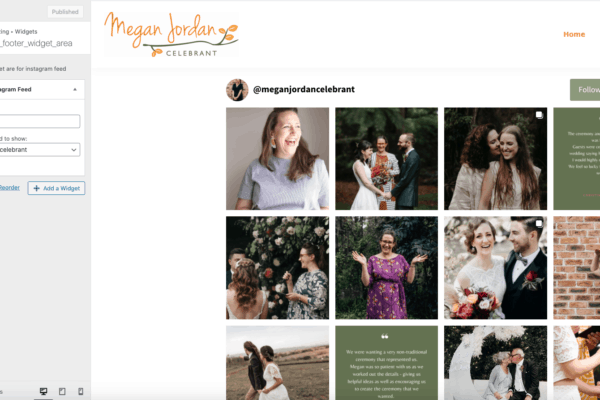 Published
ing ▸ Widgets
_footer_widget_area
et are for instagram feed
agram Feed
d to show:
celebrant
Reorder
Add a Widget
Megan Jordan
CELEBRANT
Home
@meganjordancelebrant
Follow
We were wanting a very non-traditional
ceremony that represented us.
Megan was so patient with us as we
worked out the details - giving us
helpful ideas as well as encouraging us
to create the ceremony that we
wanted.